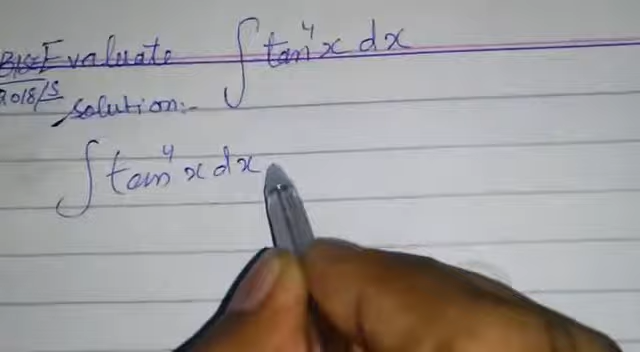 Evaluate ∫tan⁴x dx
2018/S
Solution:-
∫tan⁴x dx